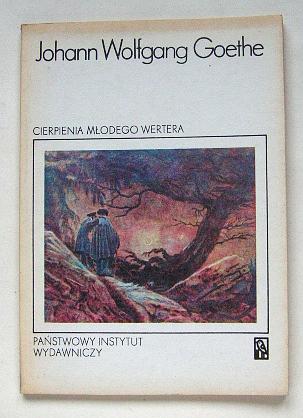 Johann Wolfgang Goethe
CIERPIENIA MŁODEGO WERTERA
PAŃSTWOWY INSTYTUT
WYDAWNICZY